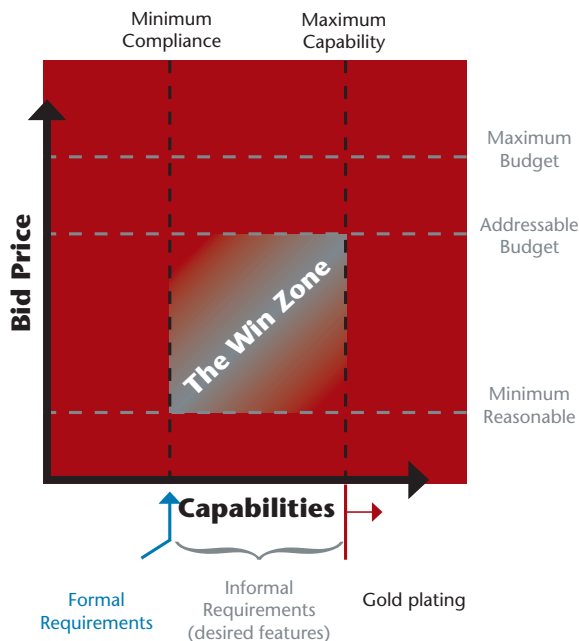 Minimum
Compliance
Maximum
Capability
Maximum
Budget
Addressable
Budget
Bid Price
The Win Zone
Minimum
Reasonable
Capabilities
Formal
Requirements
Informal
Requirements
(desired features)
Gold plating